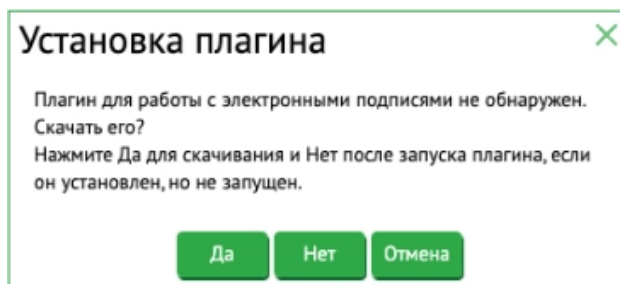 Установка плагина
Плагин для работы с электронными подписями не обнаружен.
Скачать его?
Нажмите Да для скачивания и Нет после запуска плагина, если
он установлен, но не запущен.
Да
Нет
Отмена